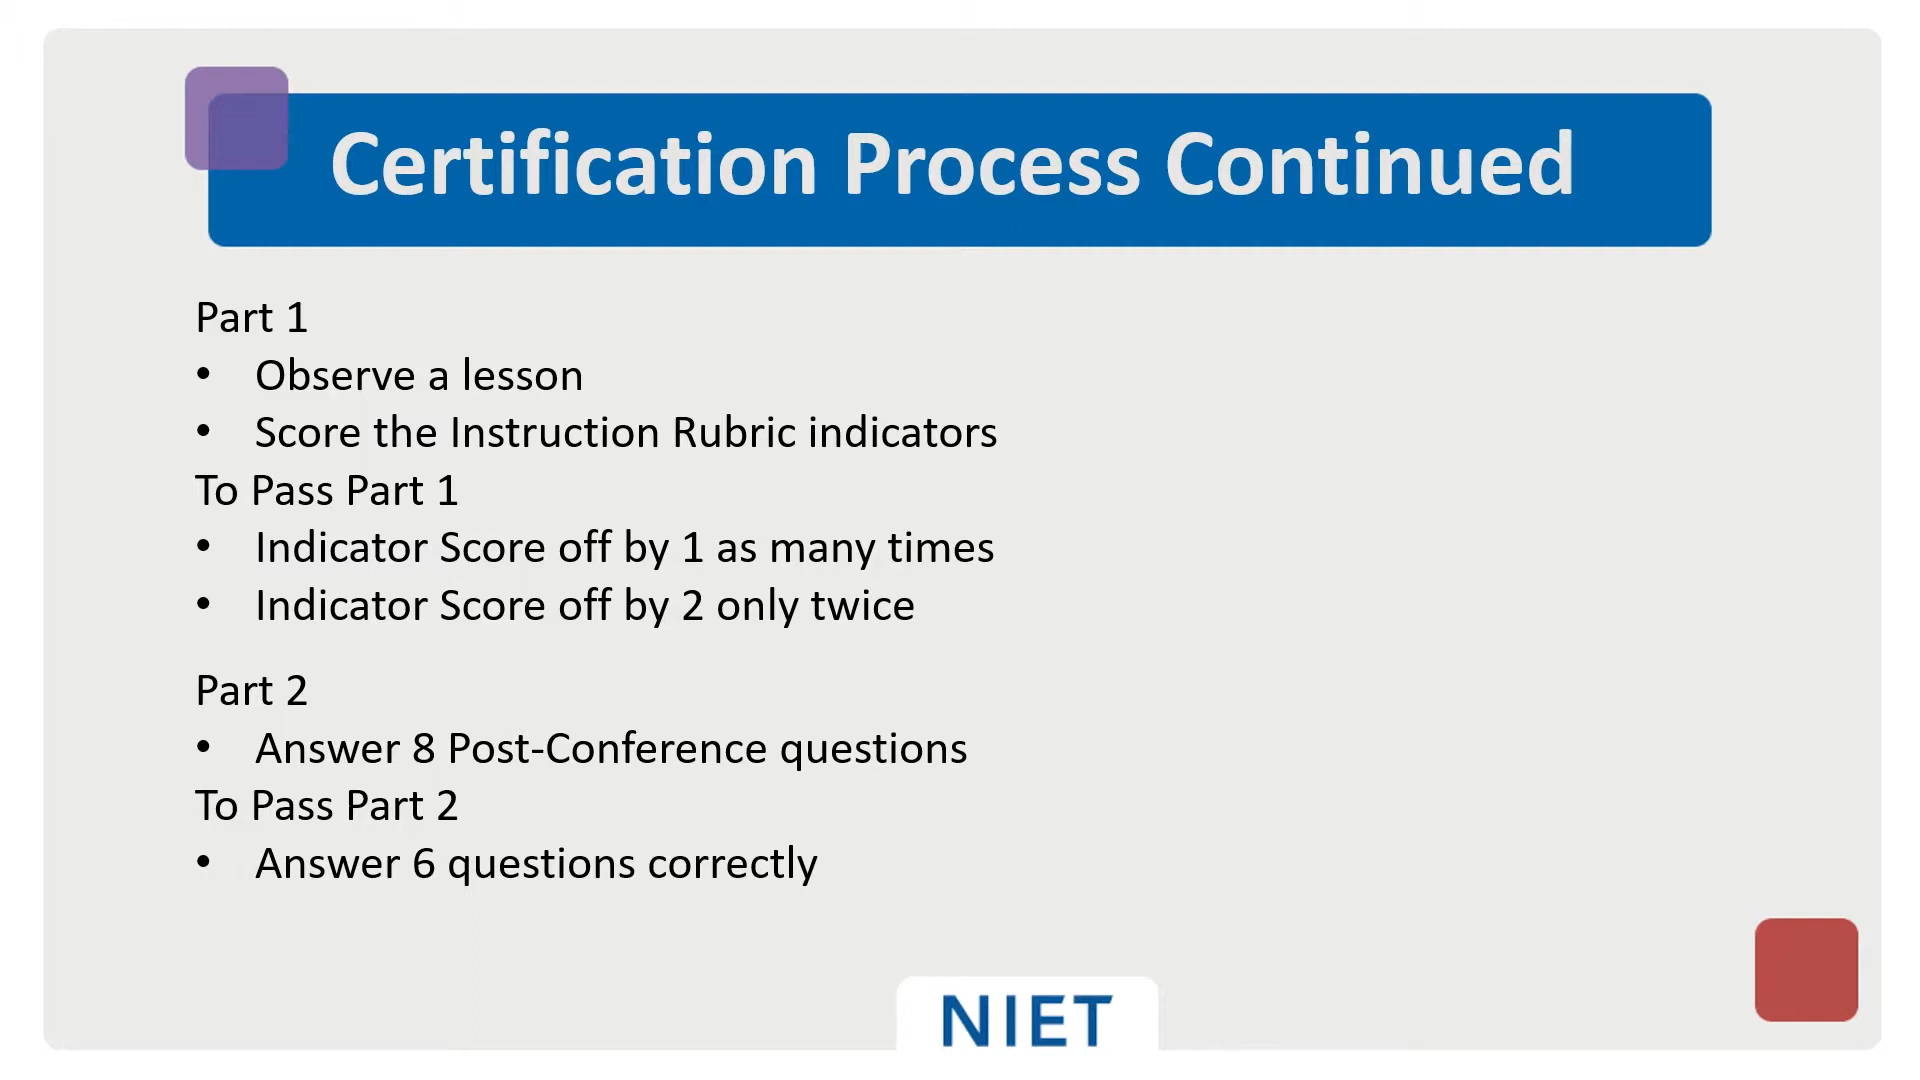 Certification Process Continued
Part 1
• Observe a lesson
• Score the Instruction Rubric indicators
To Pass Part 1
• Indicator Score off by 1 as many times
• Indicator Score off by 2 only twice
Part 2
• Answer 8 Post-Conference questions
To Pass Part 2
• Answer 6 questions correctly
NIET